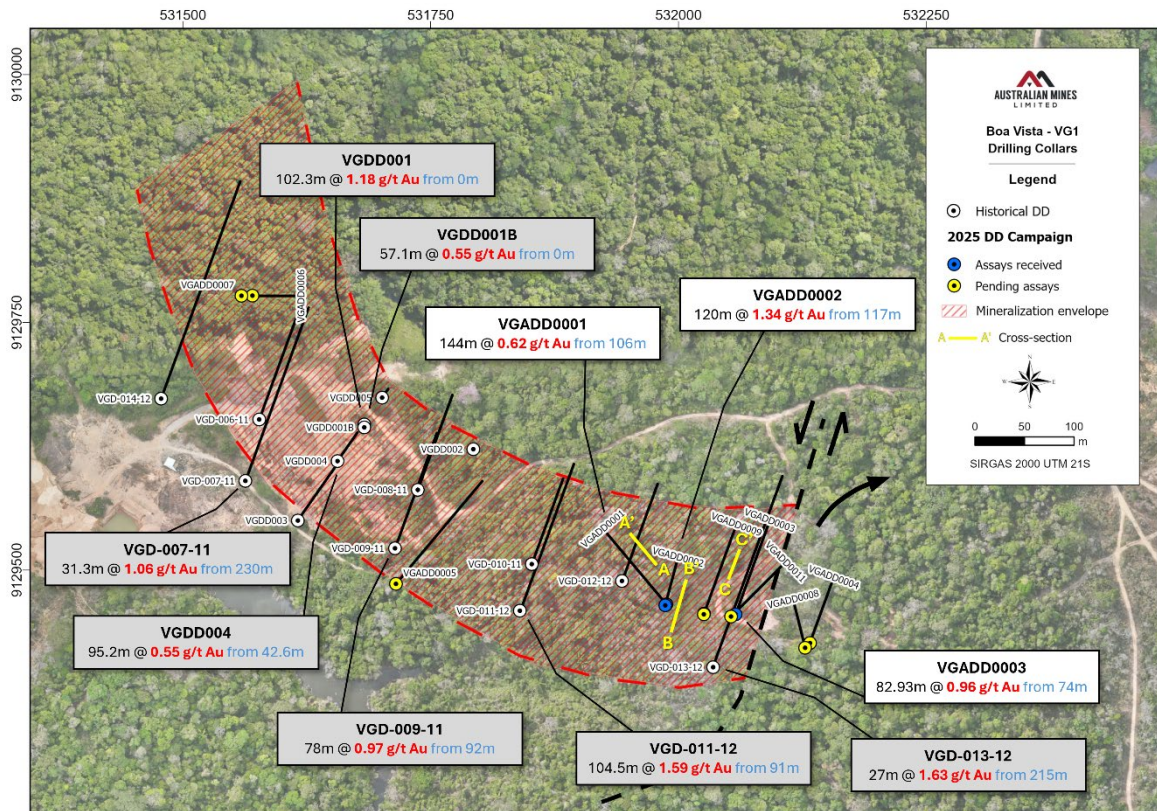 531500
531750
532000
532250
9130000
9129750
9129500
AUSTRALIAN MINES
LIMITED
Boa Vista - VG1
Drilling Collars
Legend
Historical DD
2025 DD Campaign
Assays received
Pending assays
Mineralization envelope
A A' Cross-section
N
W E
S
0 50 100
m
SIRGAS 2000 UTM 21S
VGDD001
102.3m @ 1.18 g/t Au from 0m
VGDD001B
57.1m @ 0.55 g/t Au from 0m
VGADD0001
144m @ 0.62 g/t Au from 106m
VGADD0002
120m @ 1.34 g/t Au from 117m
VGADD0007
VGADD0006
VGD-014-12
VGD-006-11
VGDD005
VGDD001B
VGDD004
VGDD002
VGD-007-11
VGD-008-11
VGDD003
VGD-009-11
VGADD0005
VGD-010-11
VGD-011-12
VGD-012-12
VGADD0001
A'
A
VGADD0002
B'
B
VGADD0009
VGADD0003
C'
C
VGADD0011
VGADD0004
VGADD0008
VGD-013-12
VGD-007-11
31.3m @ 1.06 g/t Au from 230m
VGDD004
95.2m @ 0.55 g/t Au from 42.6m
VGD-009-11
78m @ 0.97 g/t Au from 92m
VGD-011-12
104.5m @ 1.59 g/t Au from 91m
VGADD0003
82.93m @ 0.96 g/t Au from 74m
VGD-013-12
27m @ 1.63 g/t Au from 215m